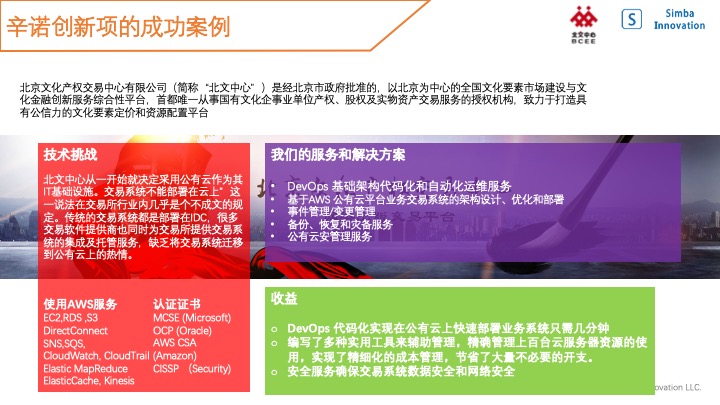 辛诺创新项的成功案例
北文中心
BCEE
S
Simba
Innovation
北京文化产权交易中心有限公司（简称“北文中心”）是经北京市政府批准的，以北京为中心的全国文化要素市场建设与文
化金融创新服务综合性平台，首都唯一从事国有文化企事业单位产权、股权及实物资产交易服务的授权机构，致力于打造具
有公信力的文化要素定价和资源配置平台
技术挑战
北文中心从一开始就决定采用公有云作为其
IT基础设施。交易系统不能部署在云上”这
一说法在交易所行业内几乎是个不成文的规
定。传统的交易系统都是部署在IDC，很多
交易软件提供商也同时为交易所提供交易系
统的集成及托管服务，缺乏将交易系统迁移
到公有云上的热情。
使用AWS服务
EC2,RDS ,S3
DirectConnect
SNS,SQS,
CloudWatch, CloudTrail
Elastic MapReduce
ElasticCache, Kinesis
认证证书
MCSE (Microsoft)
OCP (Oracle)
AWS CSA
(Amazon)
CISSP （Security)
我们的服务和解决方案
• DevOps 基础架构代码化和自动化运维服务
• 基于AWS 公有云平台业务交易系统的架构设计、优化和部署
• 事件管理/变更管理
• 备份、恢复和灾备服务
• 公有云安管理服务
收益
o DevOps 代码化实现在公有云上快速部署业务系统只需几分钟
o 编写了多种实用工具来辅助管理，精确管理上百台云服务器资源的使
用，实现了精细化的成本管理，节省了大量不必要的开支。
o 安全服务确保交易系统数据安全和网络安全
ovation LLC.